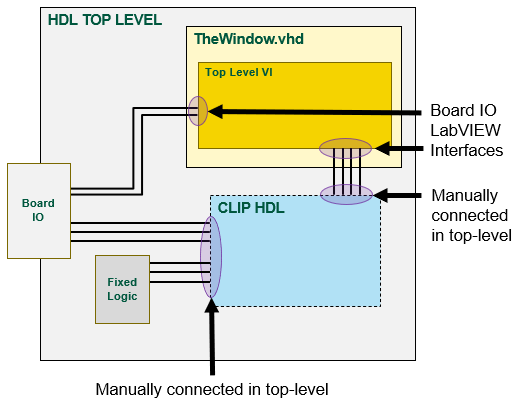 HDL TOP LEVEL
TheWindow.vhd
Top Level VI
Board IO
LabVIEW
Interfaces
Board
IO
CLIP HDL
Manually
connected
in top-level
Fixed
Logic
Manually connected in top-level